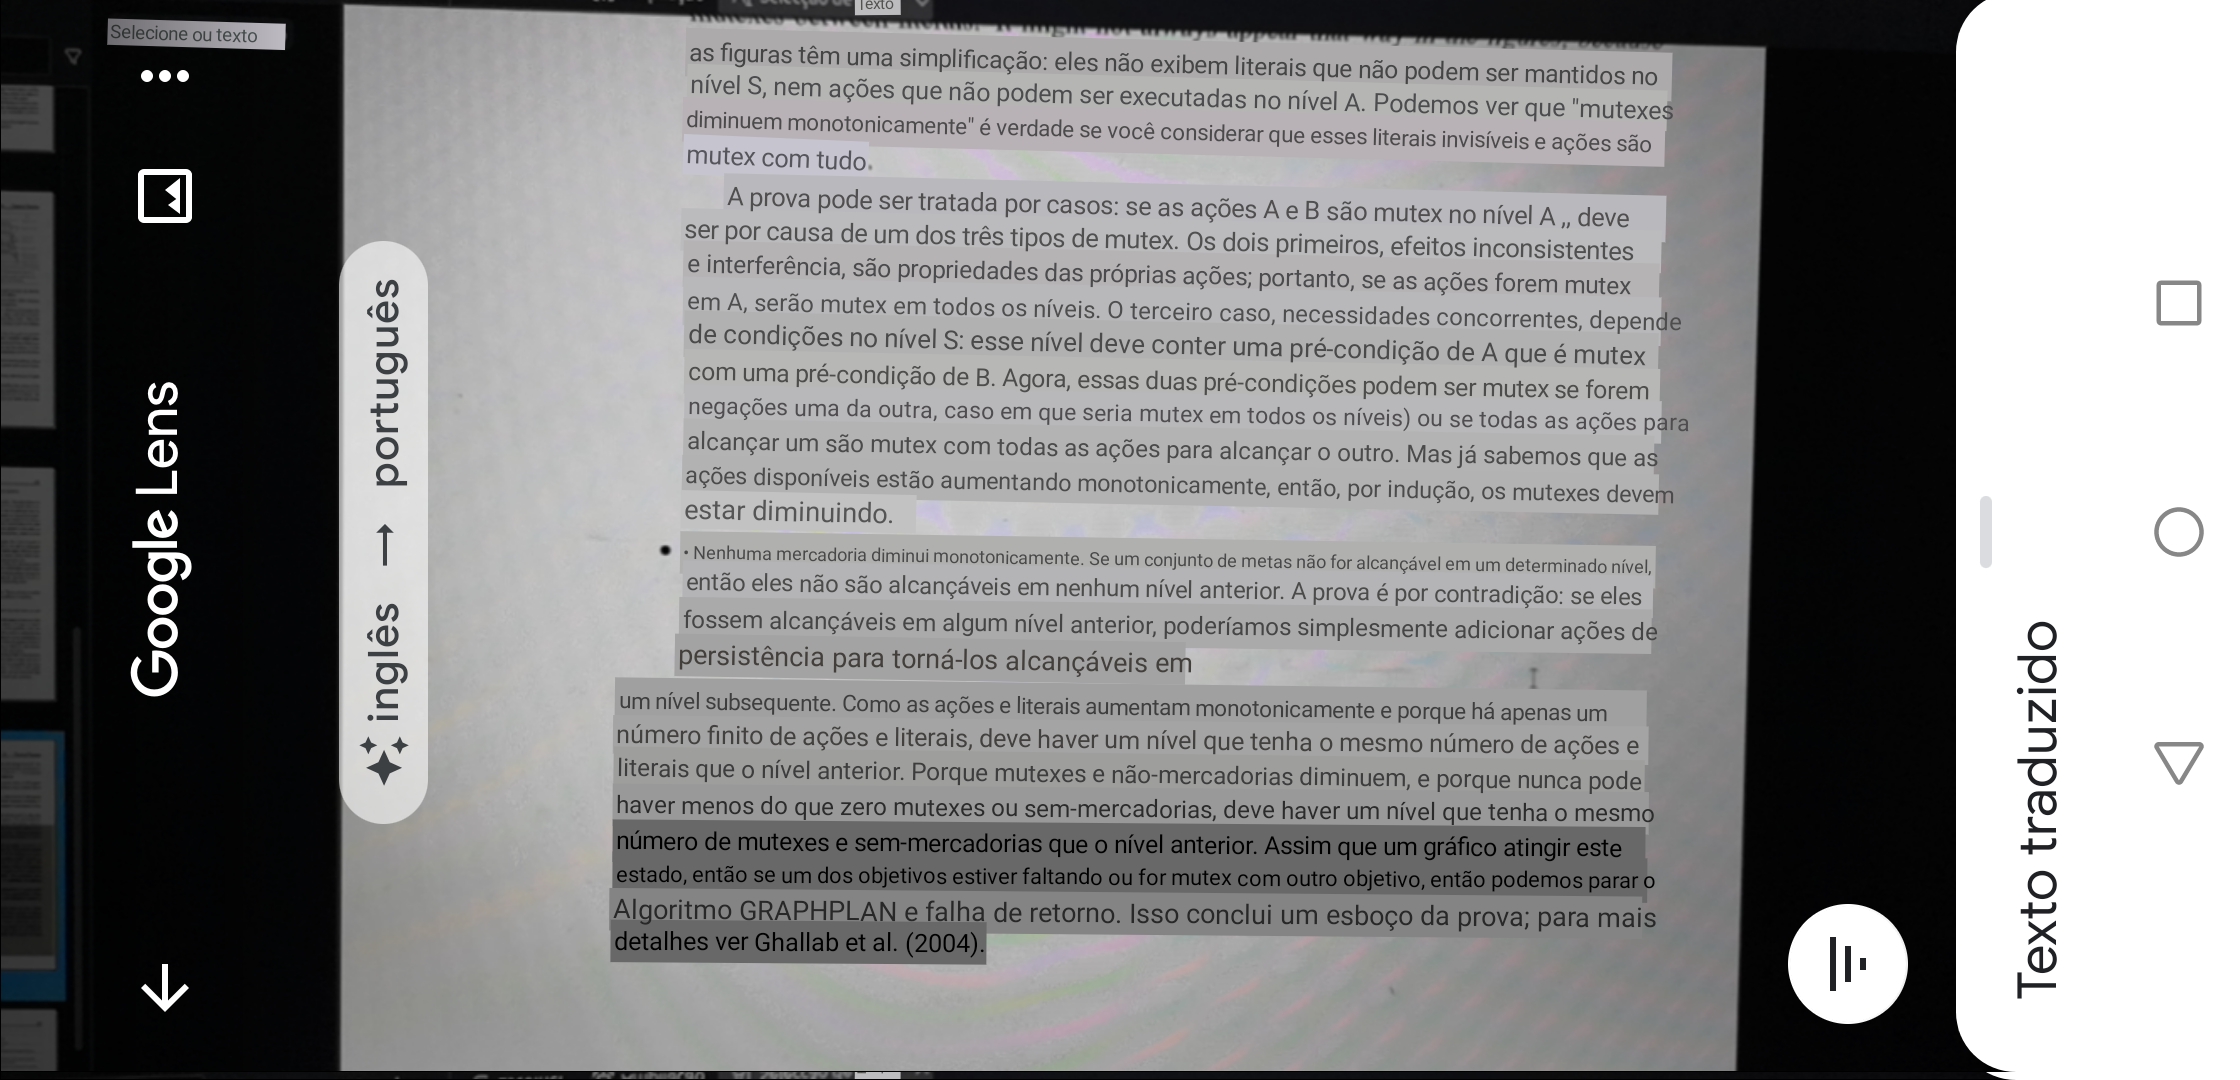 Texto
Selecione ou texto
mutexes between literals. It might not always appear that way in the figures, because
as figuras têm uma simplificação: eles não exibem literais que não podem ser mantidos no
nível S, nem ações que não podem ser executadas no nível A. Podemos ver que "mutexes
diminuem monotonicamente" é verdade se você considerar que esses literais invisíveis e ações são
mutex com tudo.
A prova pode ser tratada por casos: se as ações A e B são mutex no nível A ,, deve
ser por causa de um dos três tipos de mutex. Os dois primeiros, efeitos inconsistentes
e interferência, são propriedades das próprias ações; portanto, se as ações forem mutex
em A, serão mutex em todos os níveis. O terceiro caso, necessidades concorrentes, depende
de condições no nível S: esse nível deve conter uma pré-condição de A que é mutex
com uma pré-condição de B. Agora, essas duas pré-condições podem ser mutex se forem
negações uma da outra, caso em que seria mutex em todos os níveis) ou se todas as ações para
alcançar um são mutex com todas as ações para alcançar o outro. Mas já sabemos que as
ações disponíveis estão aumentando monotonicamente, então, por indução, os mutexes devem
estar diminuindo.
• Nenhuma mercadoria diminui monotonicamente. Se um conjunto de metas não for alcançável em um determinado nível,
então eles não são alcançáveis em nenhum nível anterior. A prova é por contradição: se eles
fossem alcançáveis em algum nível anterior, poderíamos simplesmente adicionar ações de
persistência para torná-los alcançáveis em
um nível subsequente. Como as ações e literais aumentam monotonicamente e porque há apenas um
número finito de ações e literais, deve haver um nível que tenha o mesmo número de ações e
literais que o nível anterior. Porque mutexes e não-mercadorias diminuem, e porque nunca pode
haver menos do que zero mutexes ou sem-mercadorias, deve haver um nível que tenha o mesmo
número de mutexes e sem-mercadorias que o nível anterior. Assim que um gráfico atingir este
estado, então se um dos objetivos estiver faltando ou for mutex com outro objetivo, então podemos parar o
Algoritmo GRAPHPLAN e falha de retorno. Isso conclui um esboço da prova; para mais
detalhes ver Ghallab et al. (2004).
Google Lens
inglês → português
Texto traduzido